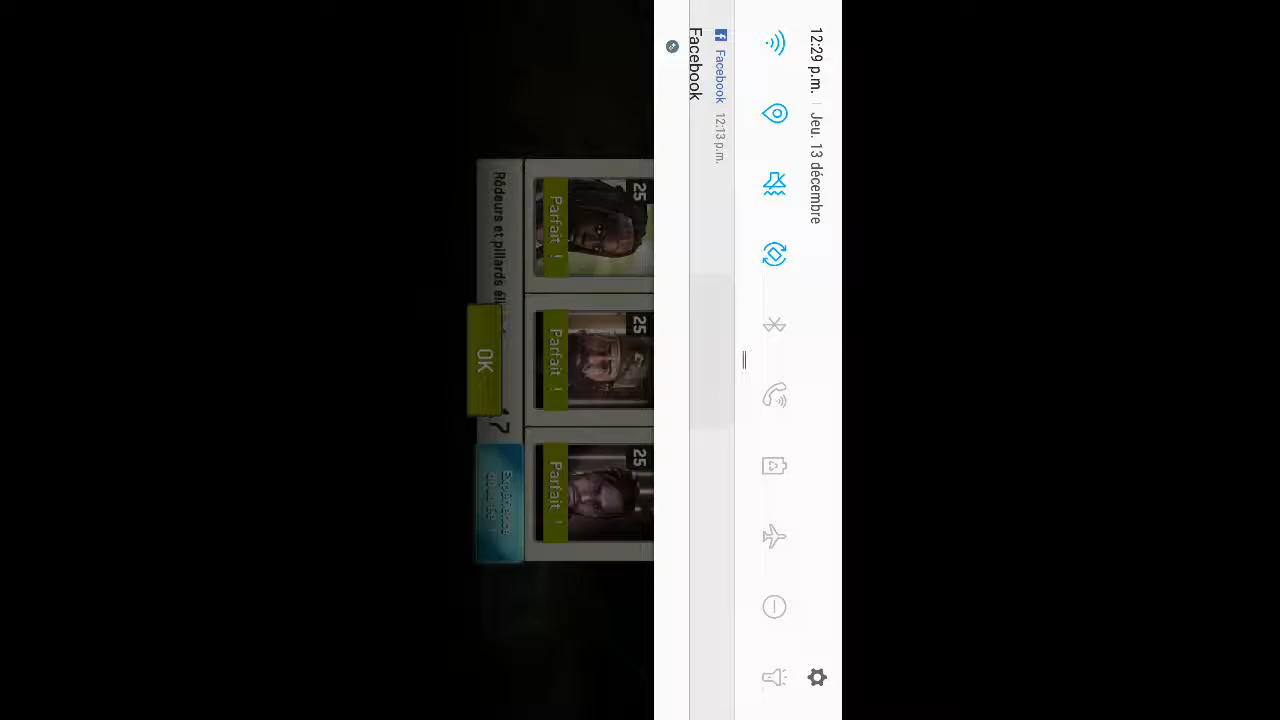 12:29 p.m. Jeu. 13 décembre
Facebook 12:13 p.m.
Facebook
25 25 25
Parfait ! Parfait ! Parfait !
Rôdeurs et pillards 7
OK